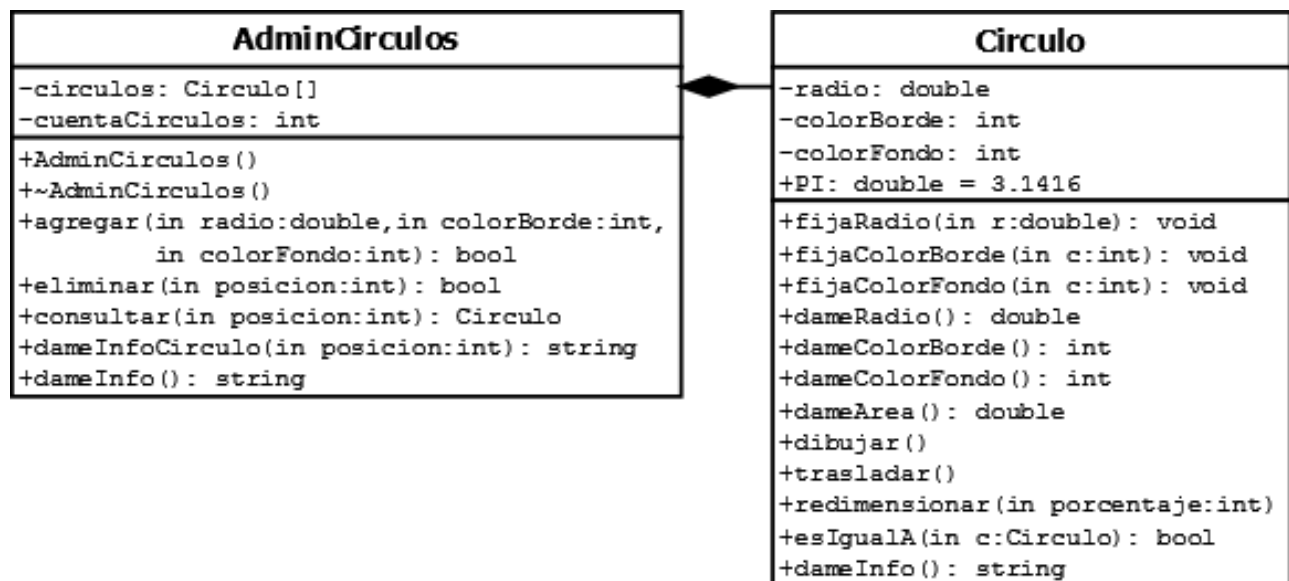 AdminCirculos
-circulos: Circulo[]
-cuentaCirculos: int
+AdminCirculos()
+~AdminCirculos()
+agregar(in radio:double,in colorBorde:int,
in colorFondo:int): bool
+eliminar(in posicion:int): bool
+consultar(in posicion:int): Circulo
+dameInfoCirculo(in posicion:int): string
+dameInfo(): string
Circulo
-radio: double
-colorBorde: int
-colorFondo: int
+PI: double = 3.1416
+fijaRadio(in r:double): void
+fijaColorBorde(in c:int): void
+fijaColorFondo(in c:int): void
+dameRadio(): double
+dameColorBorde(): int
+dameColorFondo(): int
+dameArea(): double
+dibujar()
+trasladar()
+redimensionar(in porcentaje:int)
+esIgualA(in c:Circulo): bool
+dameInfo(): string